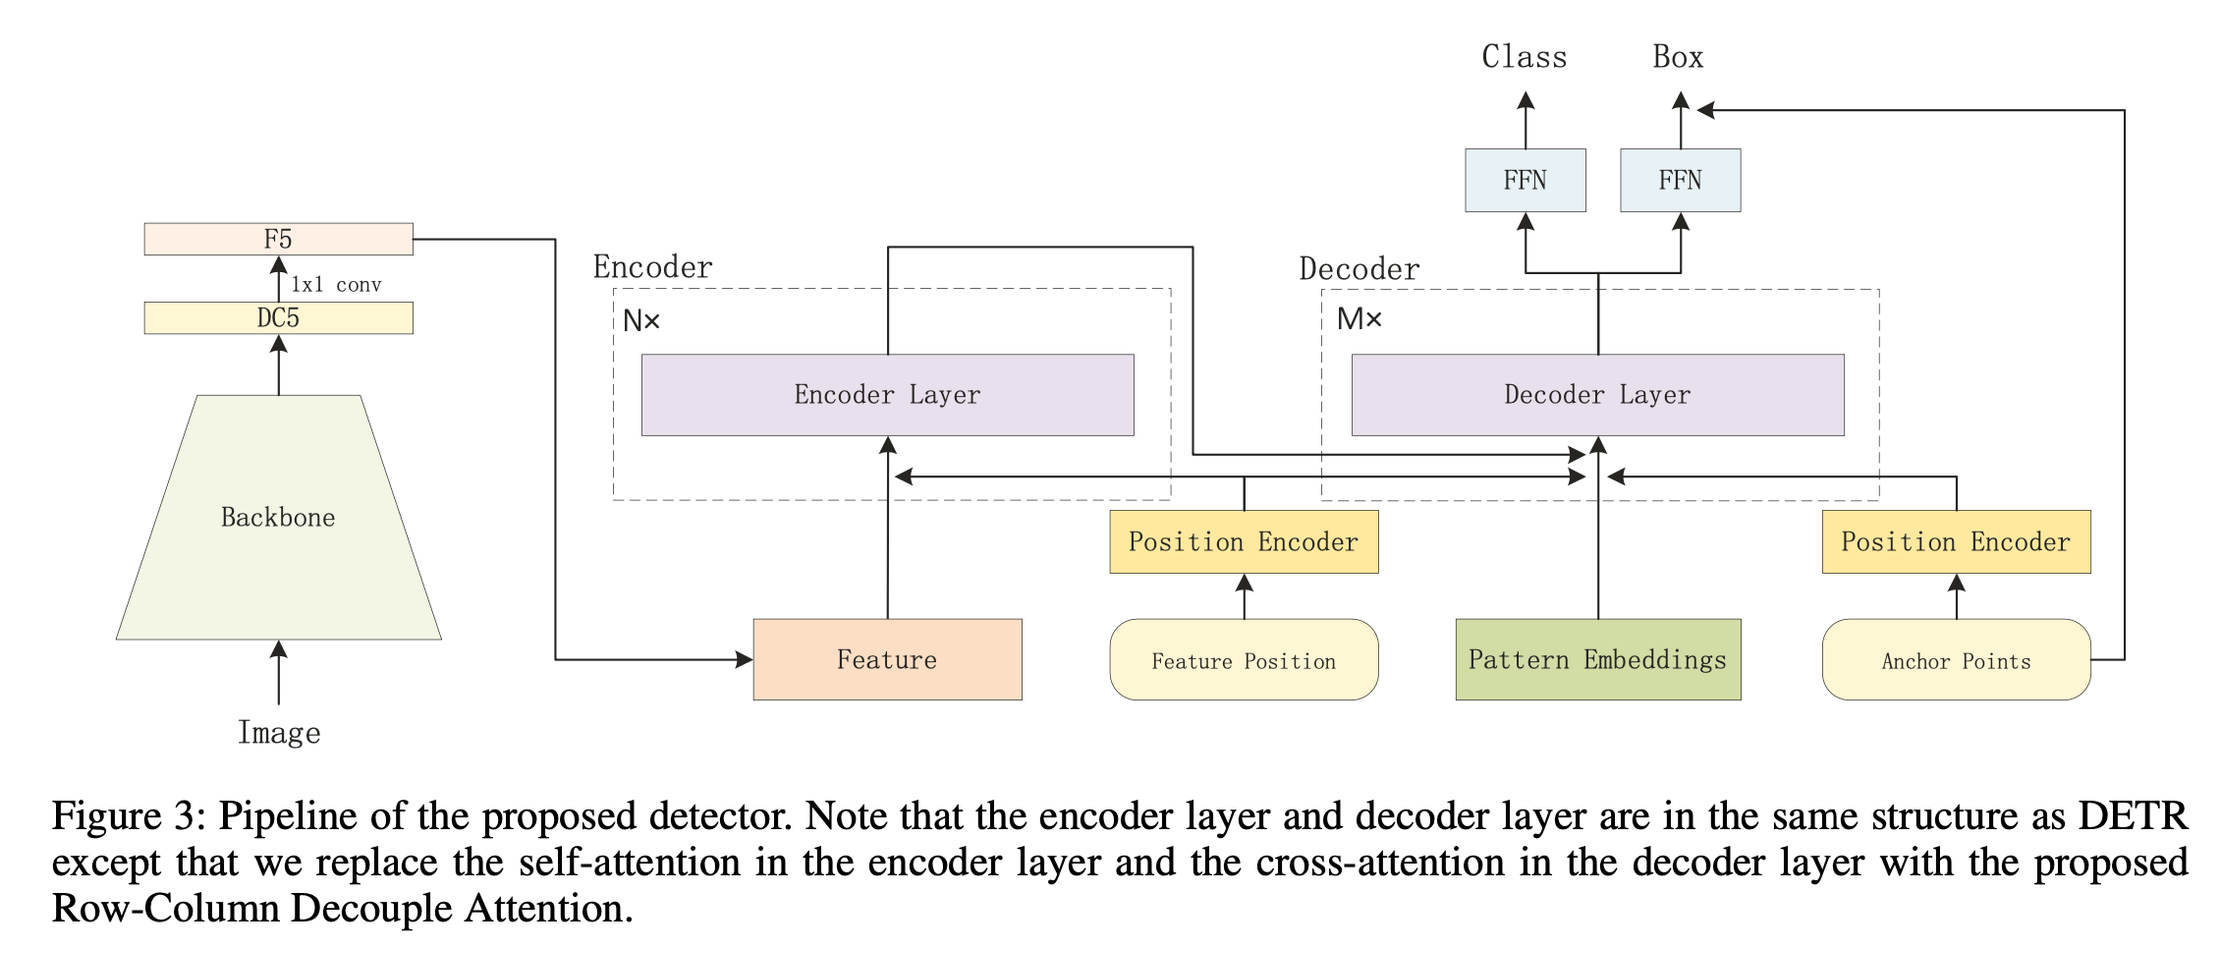 Class
Box
FFN
FFN
F5
1x1 conv
DC5
Encoder
Decoder
N×
M×
Encoder Layer
Decoder Layer
Backbone
Position Encoder
Position Encoder
Feature
Feature Position
Pattern Embeddings
Anchor Points
Image
Figure 3: Pipeline of the proposed detector. Note that the encoder layer and decoder layer are in the same structure as DETR
except that we replace the self-attention in the encoder layer and the cross-attention in the decoder layer with the proposed
Row-Column Decouple Attention.